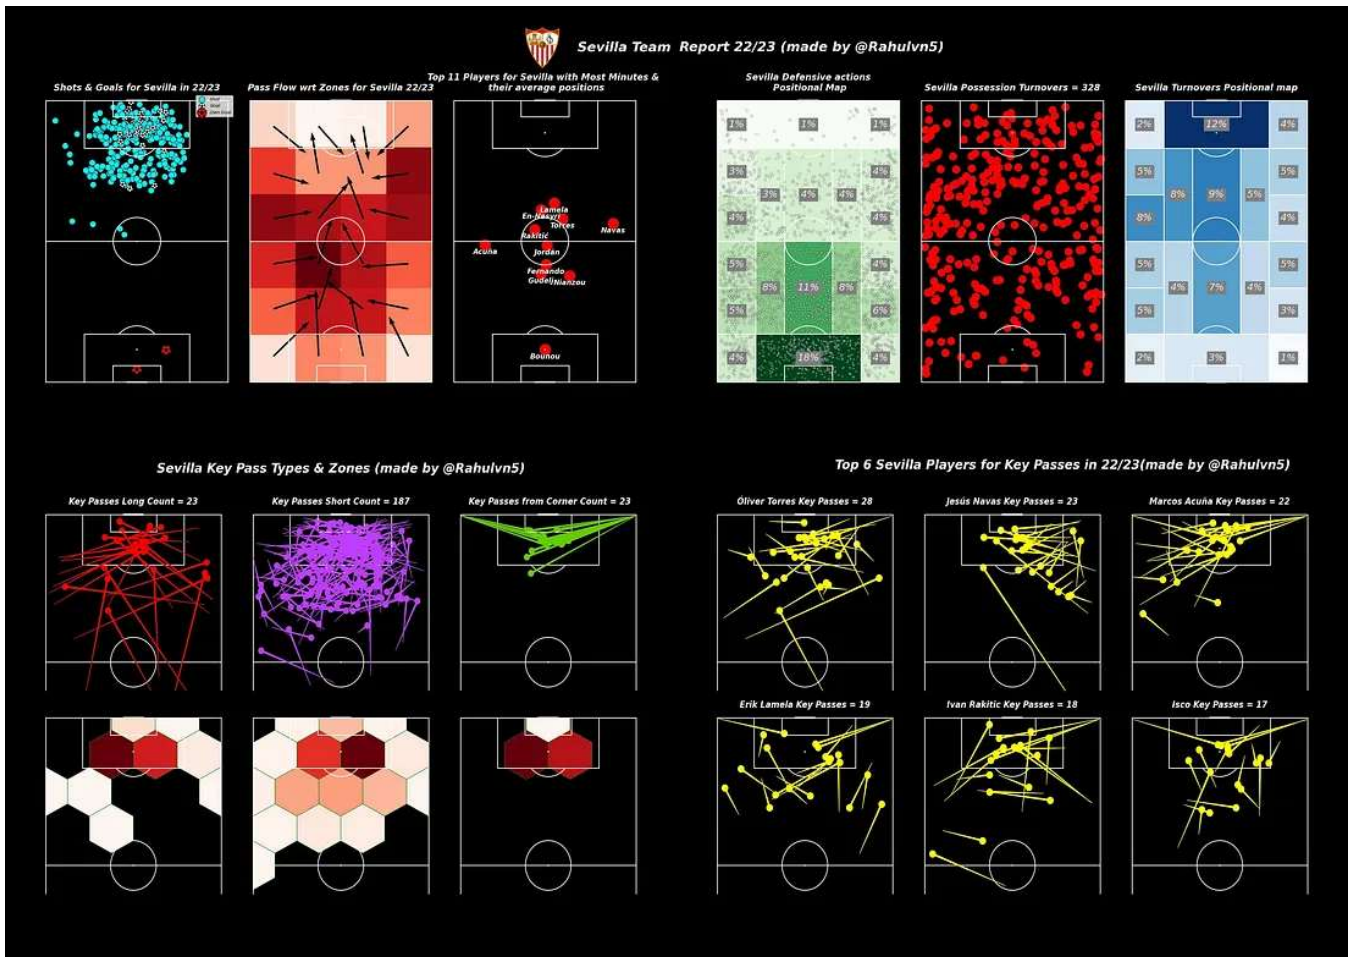 Sevilla Team Report 22/23 (made by @Rahulvn5)
Shots & Goals for Sevilla in 22/23
Pass Flow wrt Zones for Sevilla 22/23
Top 11 Players for Sevilla with Most Minutes &
their average positions
Lamela
En-Nesyri
Torres
Navas
Rakitić
Acuña
Jordan
Fernando
Gudelj
Nianzou
Bounou
Sevilla Defensive actions
Positional Map
1% 1% 1%
3% 4%
3% 4% 4%
4% 4%
5% 4%
8% 11% 8%
5% 6%
4% 18% 4%
Sevilla Possession Turnovers = 328
Sevilla Turnovers Positional map
2% 12% 4%
5% 5%
8% 9% 5%
8% 4%
5% 5%
4% 7% 4%
5% 3%
2% 3% 1%
Sevilla Key Pass Types & Zones (made by @Rahulvn5)
Key Passes Long Count = 23
Key Passes Short Count = 187
Key Passes from Corner Count = 23
Top 6 Sevilla Players for Key Passes in 22/23(made by @Rahulvn5)
Óliver Torres Key Passes = 28
Jesús Navas Key Passes = 23
Marcos Acuña Key Passes = 22
Erik Lamela Key Passes = 19
Ivan Rakitic Key Passes = 18
Isco Key Passes = 17